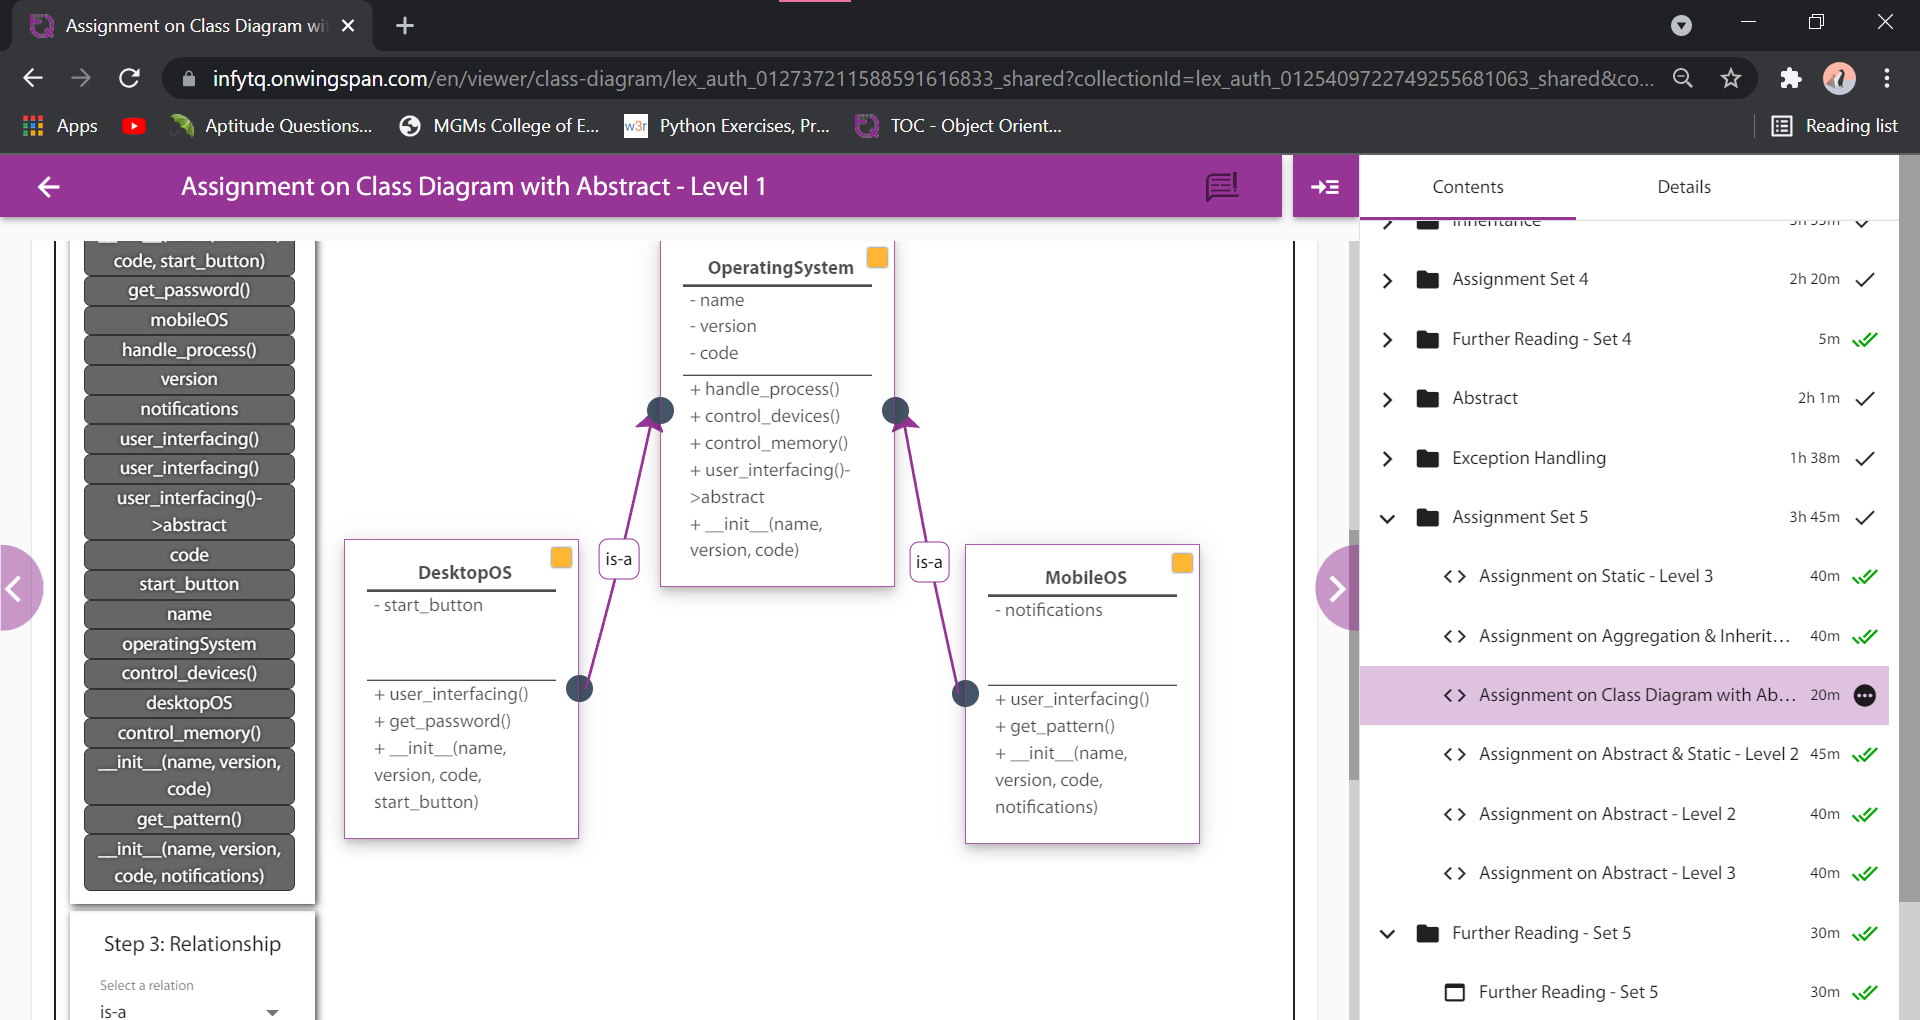 Assignment on Class Diagram wi
infytq.onwingspan.com/en/viewer/class-diagram/lex_auth_012737211588591616833_shared?collectionId=lex_auth_0125409722749255681063_shared&co...
Apps
Aptitude Questions...
MGMs College of E...
w3r
Python Exercises, Pr...
TOC - Object Orient...
Reading list
Assignment on Class Diagram with Abstract - Level 1
code, start_button)
get_password()
mobileOS
handle_process()
version
notifications
user_interfacing()
user_interfacing()
user_interfacing()-
>abstract
code
start_button
name
operatingSystem
control_devices()
desktopOS
control_memory()
__init__(name, version,
code)
get_pattern()
__init__(name, version,
code, notifications)
Step 3: Relationship
Select a relation
is-a
OperatingSystem
- name
- version
- code
+ handle_process()
+ control_devices()
+ control_memory()
+ user_interfacing()-
>abstract
+ __init__(name,
version, code)
is-a
is-a
DesktopOS
- start_button
+ user_interfacing()
+ get_password()
+ __init__(name,
version, code,
start_button)
MobileOS
- notifications
+ user_interfacing()
+ get_pattern()
+ __init__(name,
version, code,
notifications)
Contents
Details
Inheritance
Assignment Set 4 2h 20m
Further Reading - Set 4 5m
Abstract 2h 1m
Exception Handling 1h 38m
Assignment Set 5 3h 45m
Assignment on Static - Level 3 40m
Assignment on Aggregation & Inherit... 40m
Assignment on Class Diagram with Ab... 20m
Assignment on Abstract & Static - Level 2 45m
Assignment on Abstract - Level 2 40m
Assignment on Abstract - Level 3 40m
Further Reading - Set 5 30m
Further Reading - Set 5 30m